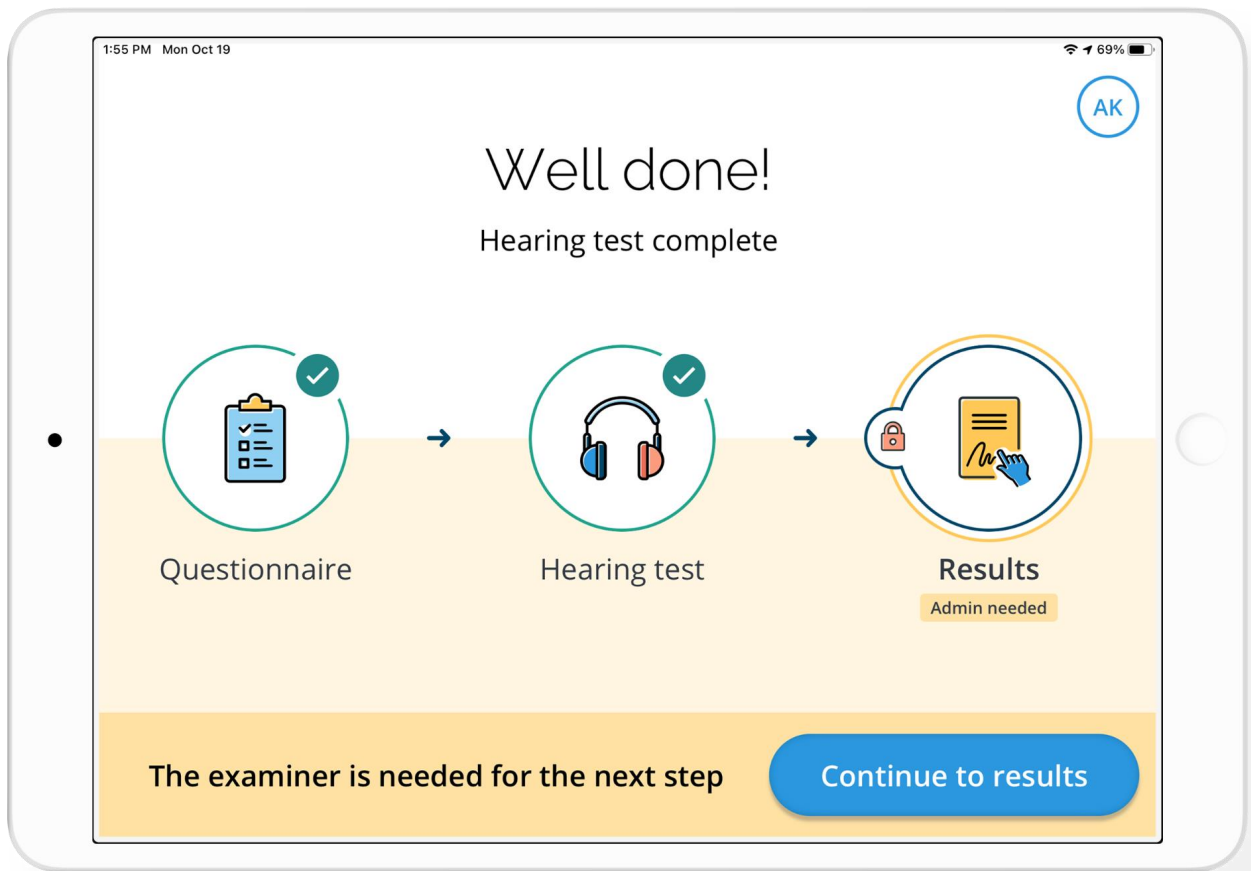 1:55 PM Mon Oct 19
69%
AK
Well done!
Hearing test complete
Questionnaire
Hearing test
Results
Admin needed
The examiner is needed for the next step
Continue to results